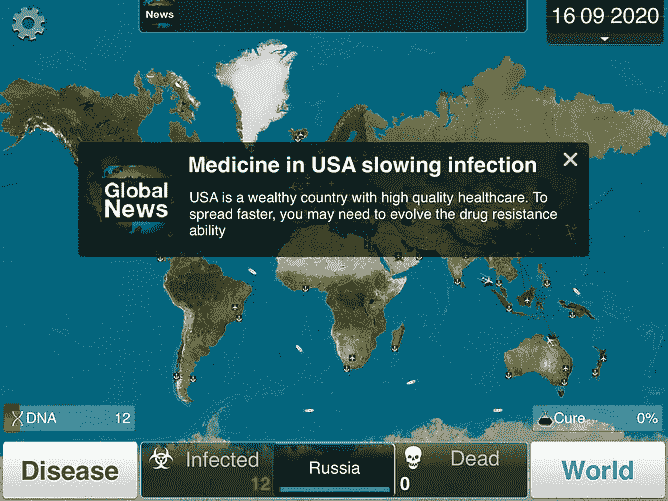 News
16 09 2020
Medicine in USA slowing infection
Global
News
USA is a wealthy country with high quality healthcare. To
spread faster, you may need to evolve the drug resistance
ability
DNA 12
Cure 0%
Disease
Infected
12
Russia
Dead
0
World